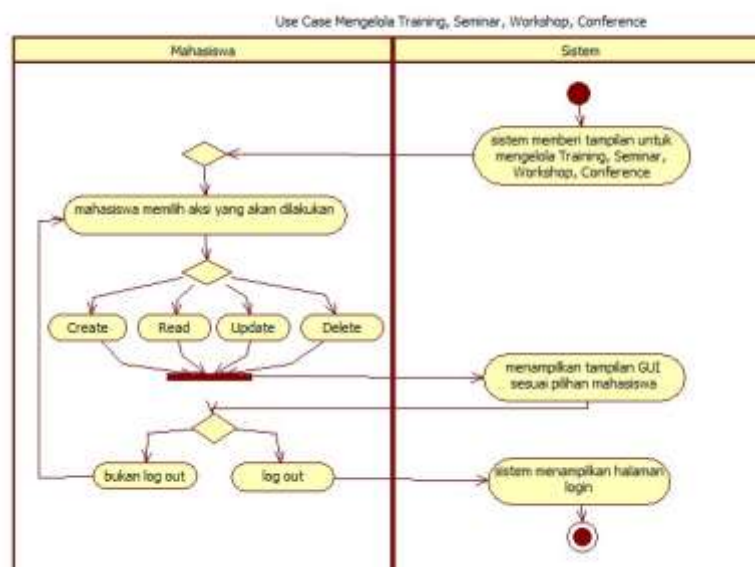 Use Case Mengelola Training, Seminar, Workshop, Conference
Mahasiswa
Sistem
sistem memberi tampilan untuk
mengelola Training, Seminar,
Workshop, Conference
mahasiswa memilih aksi yang akan dilakukan
Create
Read
Update
Delete
menampilkan tampilan GUI
sesuai pilihan mahasiswa
bukan log out
log out
sistem menampilkan halaman
login